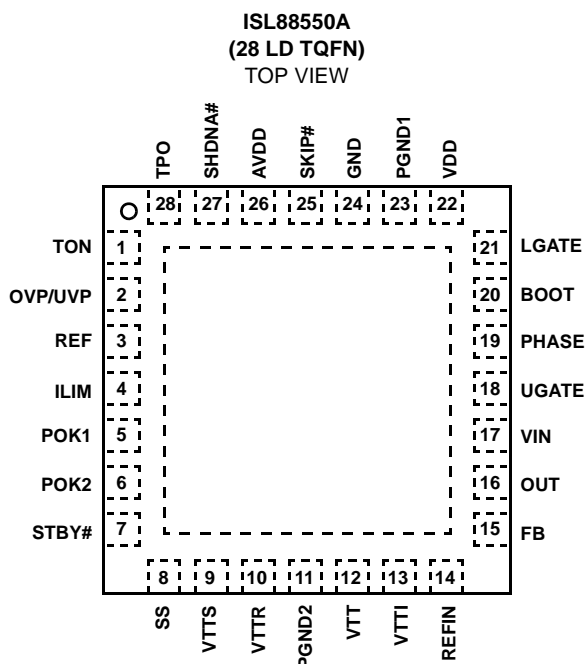 ISL88550A
(28 LD TQFN)
TOP VIEW
TPO
SHDNA#
AVDD
SKIP#
GND
PGND1
VDD
28 27 26 25 24 23 22
TON 1
OVP/UVP 2
REF 3
ILIM 4
POK1 5
POK2 6
STBY# 7
21 LGATE
20 BOOT
19 PHASE
18 UGATE
17 VIN
16 OUT
15 FB
8 9 10 11 12 13 14
SS
VTTS
VTTR
PGND2
VTT
VTTI
REFIN